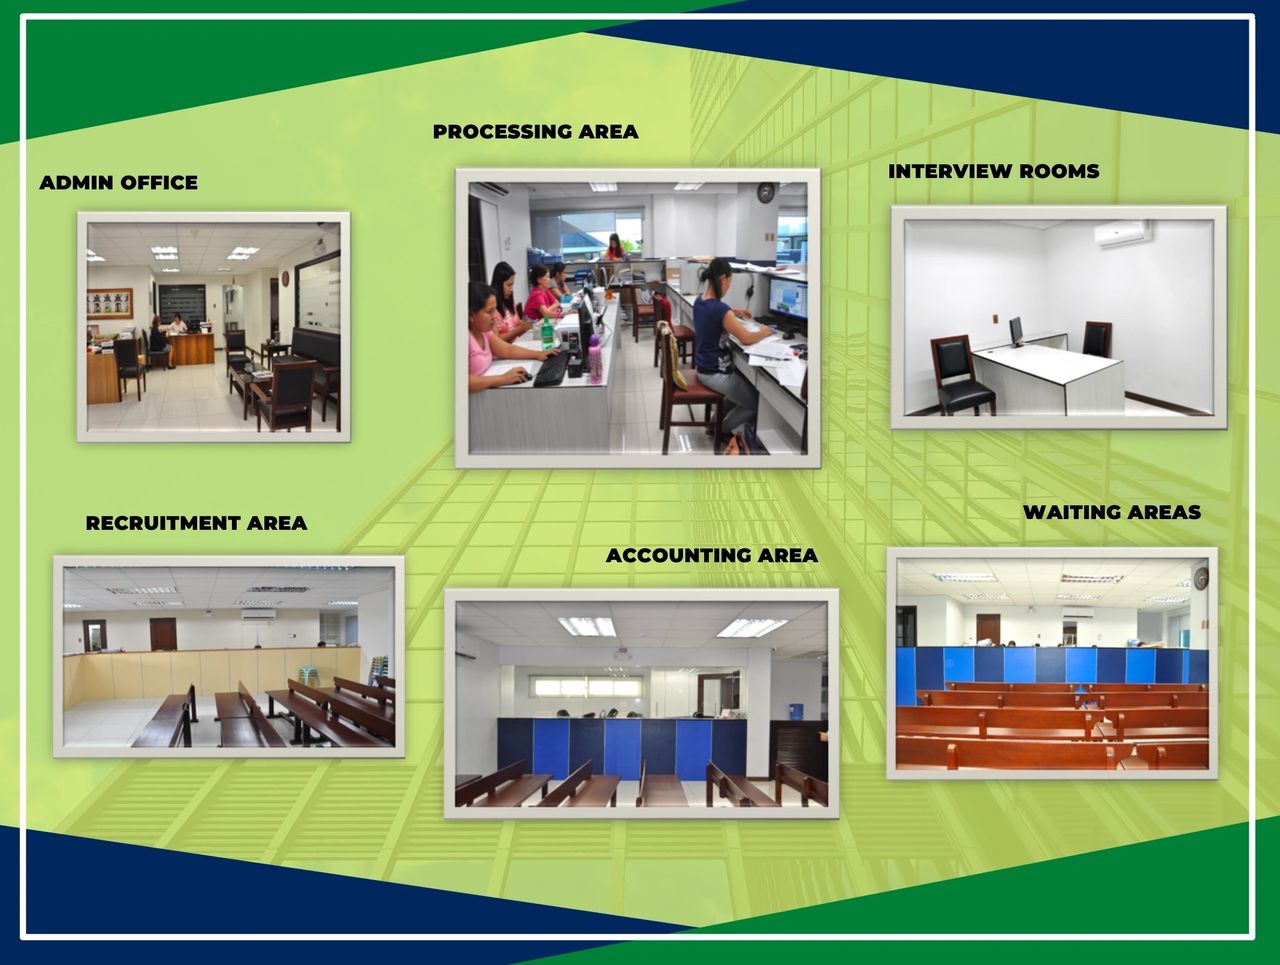 PROCESSING AREA
ADMIN OFFICE
INTERVIEW ROOMS
RECRUITMENT AREA
ACCOUNTING AREA
WAITING AREAS